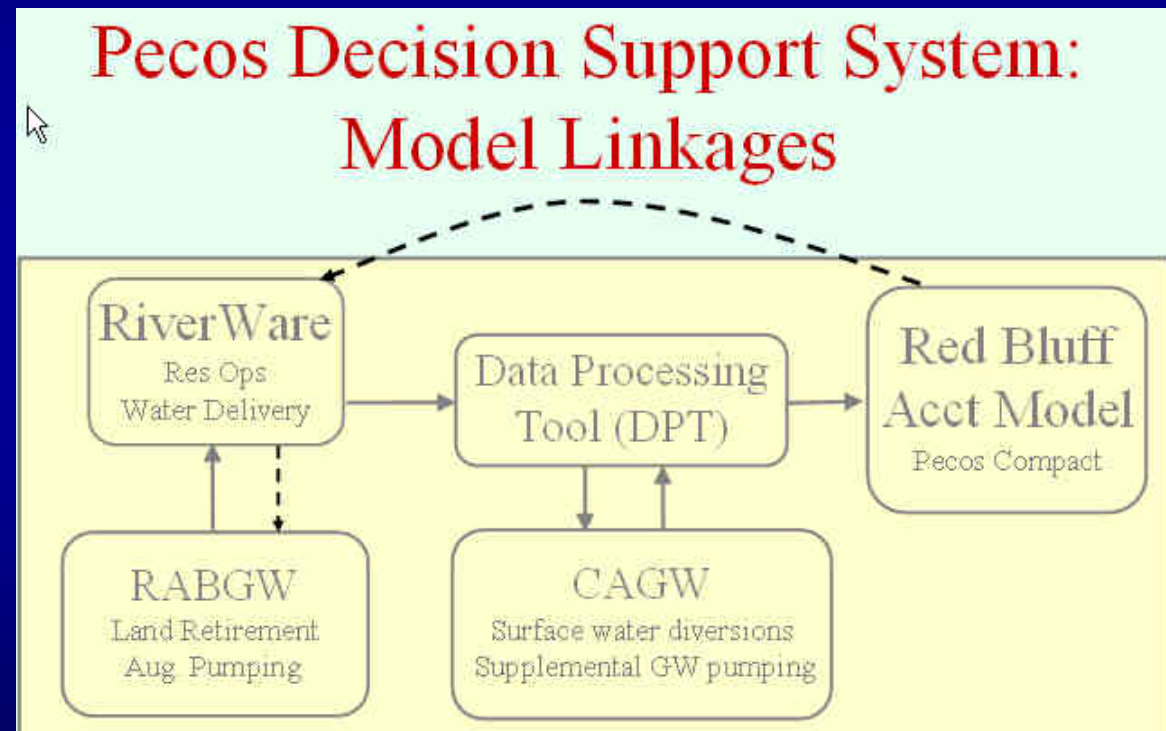 Pecos Decision Support System:
Model Linkages
RiverWare
Res Ops
Water Delivery
Data Processing
Tool (DPT)
Red Bluff
Acct Model
Pecos Compact
RABGW
Land Retirement
Aug. Pumping
CAGW
Surface water diversions
Supplemental GW pumping